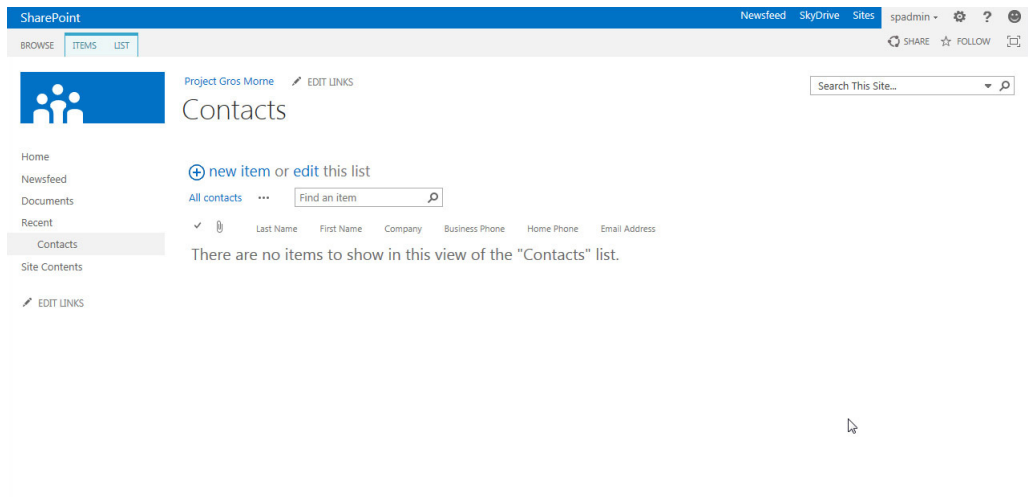 SharePoint
Newsfeed SkyDrive Sites spadmin ?
BROWSE ITEMS LIST
SHARE FOLLOW
Project Gros Morne EDIT LINKS
Search This Site...
Contacts
Home
Newsfeed
Documents
Recent
Contacts
Site Contents
EDIT LINKS
new item or edit this list
All contacts ... Find an item
Last Name First Name Company Business Phone Home Phone Email Address
There are no items to show in this view of the "Contacts" list.